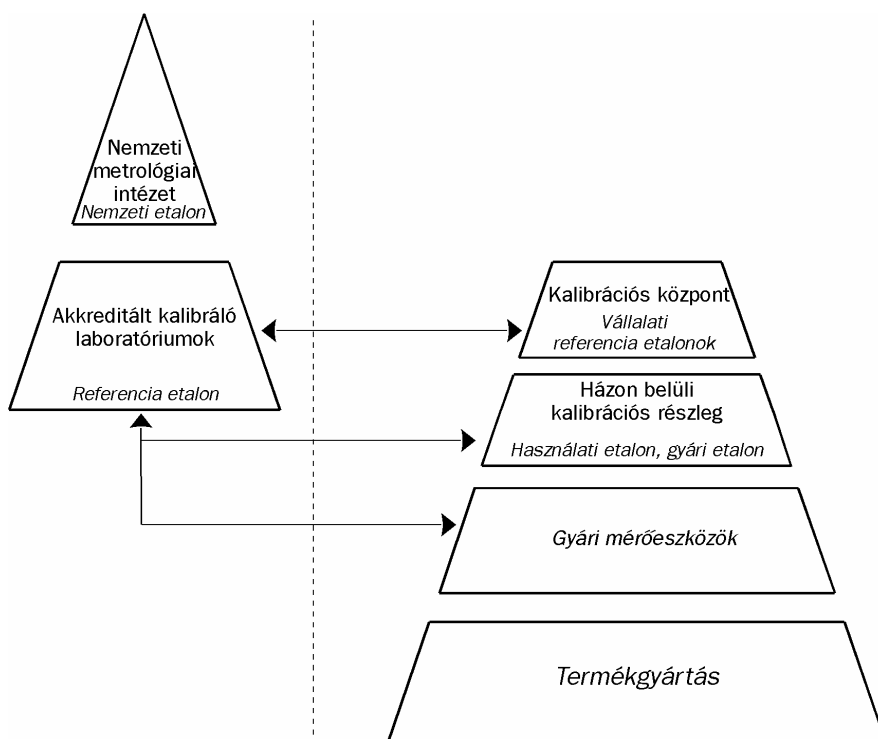 Nemzeti
metrológiai
intézet
Nemzeti etalon
Akkreditált kalibráló
laboratóriumok
Referencia etalon
Kalibrációs központ
Vállalati
referencia etalonok
Házon belüli
kalibrációs részleg
Használati etalon, gyári etalon
Gyári mérőeszközök
Termékgyártás